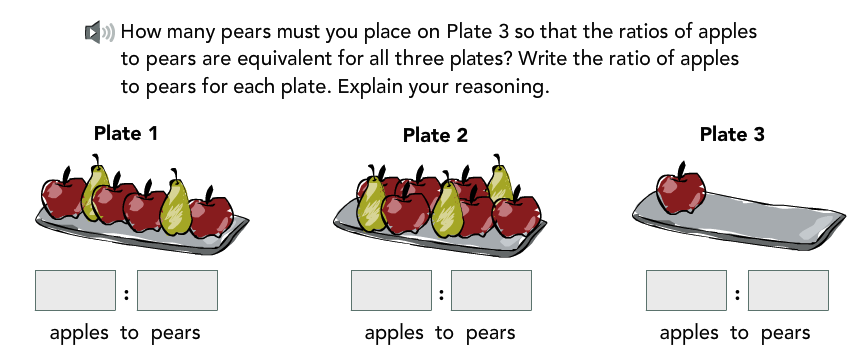 How many pears must you place on Plate 3 so that the ratios of apples
to pears are equivalent for all three plates? Write the ratio of apples
to pears for each plate. Explain your reasoning.
Plate 1
Plate 2
Plate 3
:
:
:
apples to pears
apples to pears
apples to pears